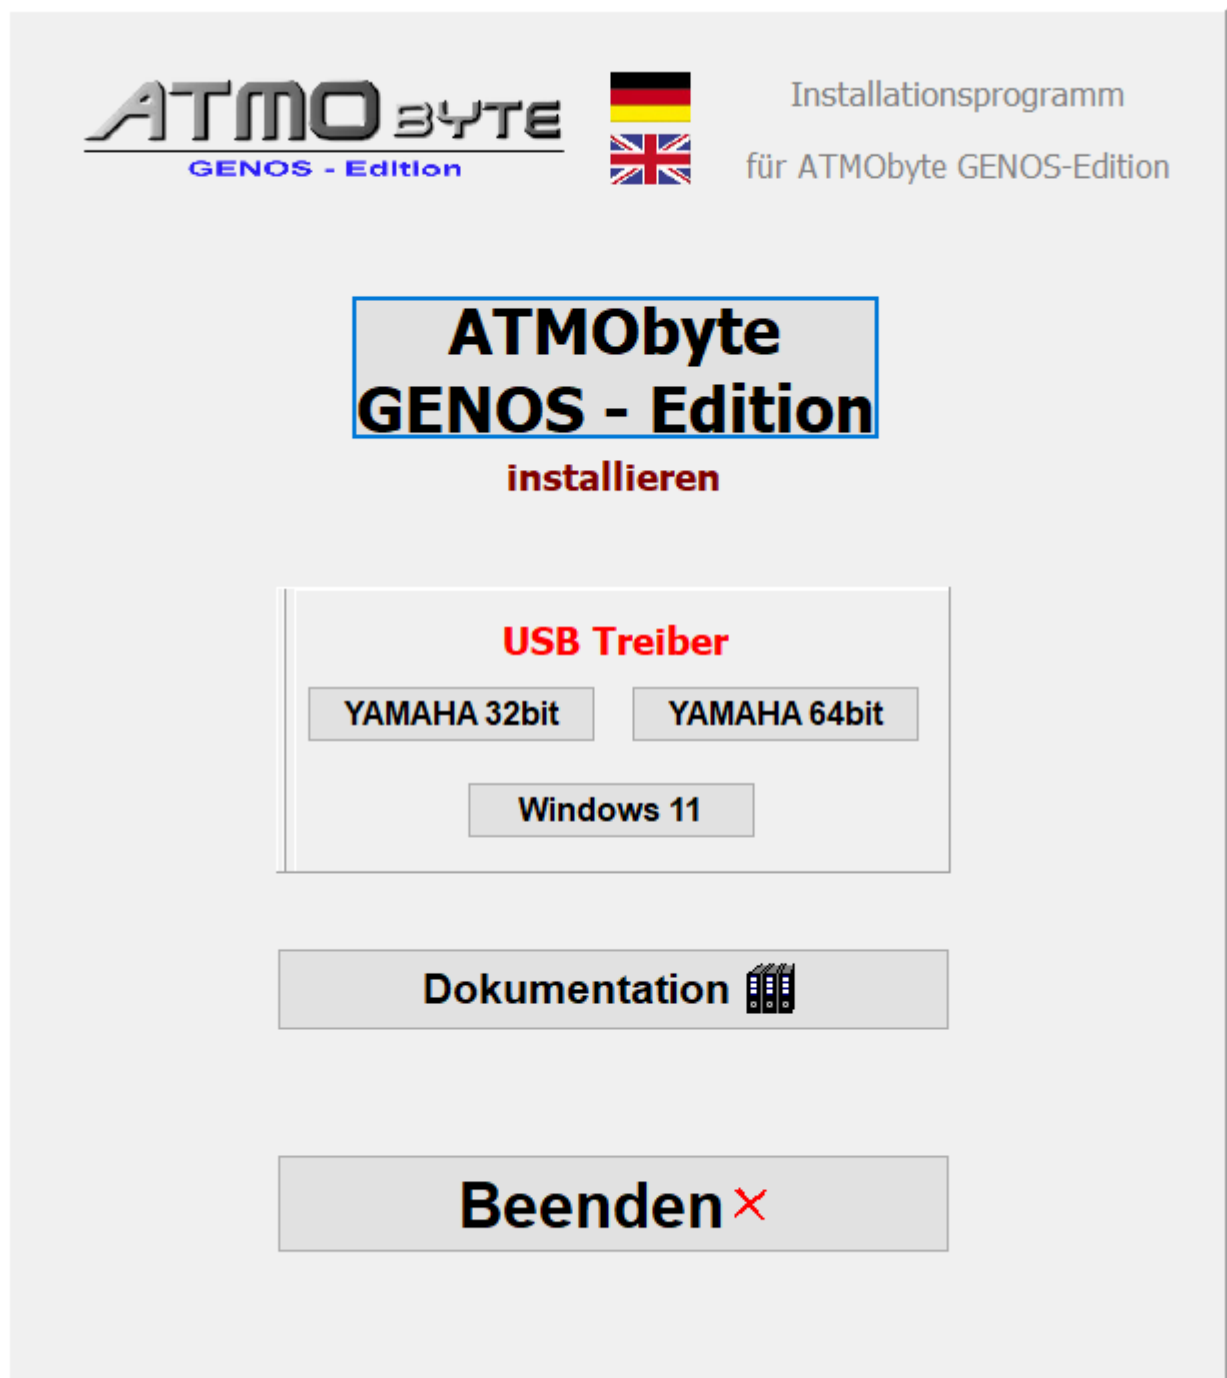 ATMO BYTE
GENOS - Edition
Installationsprogramm
für ATMObyte GENOS-Edition
ATMObyte
GENOS - Edition
installieren
USB Treiber
YAMAHA 32bit
YAMAHA 64bit
Windows 11
Dokumentation
Beenden